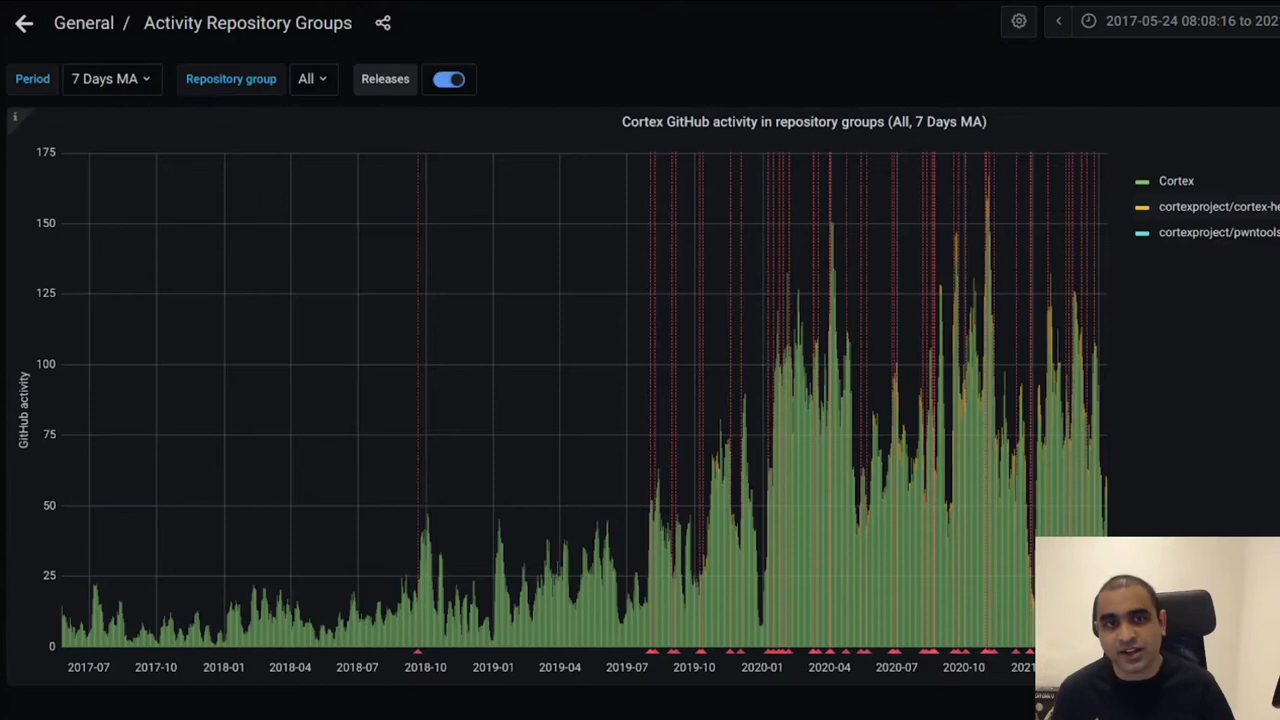 General / Activity Repository Groups
2017-05-24 08:08:16 to 202
Period 7 Days MA Repository group All Releases
Cortex GitHub activity in repository groups (All, 7 Days MA)
175
150
125
100
75
50
25
0
GitHub activity
2017-07 2017-10 2018-01 2018-04 2018-07 2018-10 2019-01 2019-04 2019-07 2019-10 2020-01 2020-04 2020-07 2020-10 2021
Cortex
cortexproject/cortex-he
cortexproject/pwntools